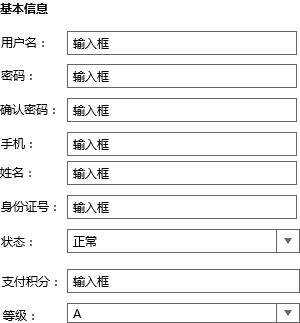 基本信息
用户名： 输入框
密码： 输入框
确认密码： 输入框
手机： 输入框
姓名： 输入框
身份证号： 输入框
状态： 正常
支付积分： 输入框
等级： A